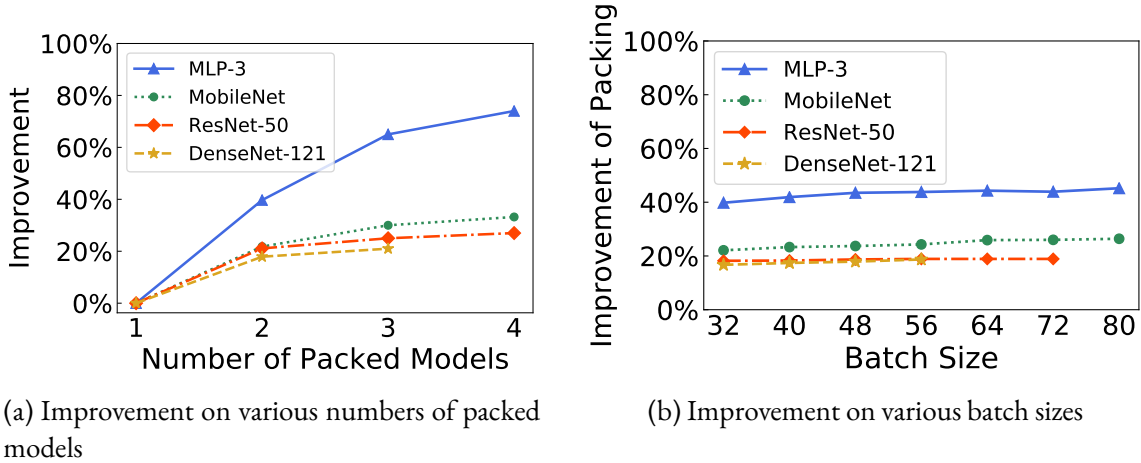 Improvement
100%
80%
60%
40%
20%
0%
MLP-3
MobileNet
ResNet-50
DenseNet-121
1 2 3 4
Number of Packed Models
(a) Improvement on various numbers of packed
models
Improvement of Packing
100%
80%
60%
40%
20%
0%
MLP-3
MobileNet
ResNet-50
DenseNet-121
32 40 48 56 64 72 80
Batch Size
(b) Improvement on various batch sizes